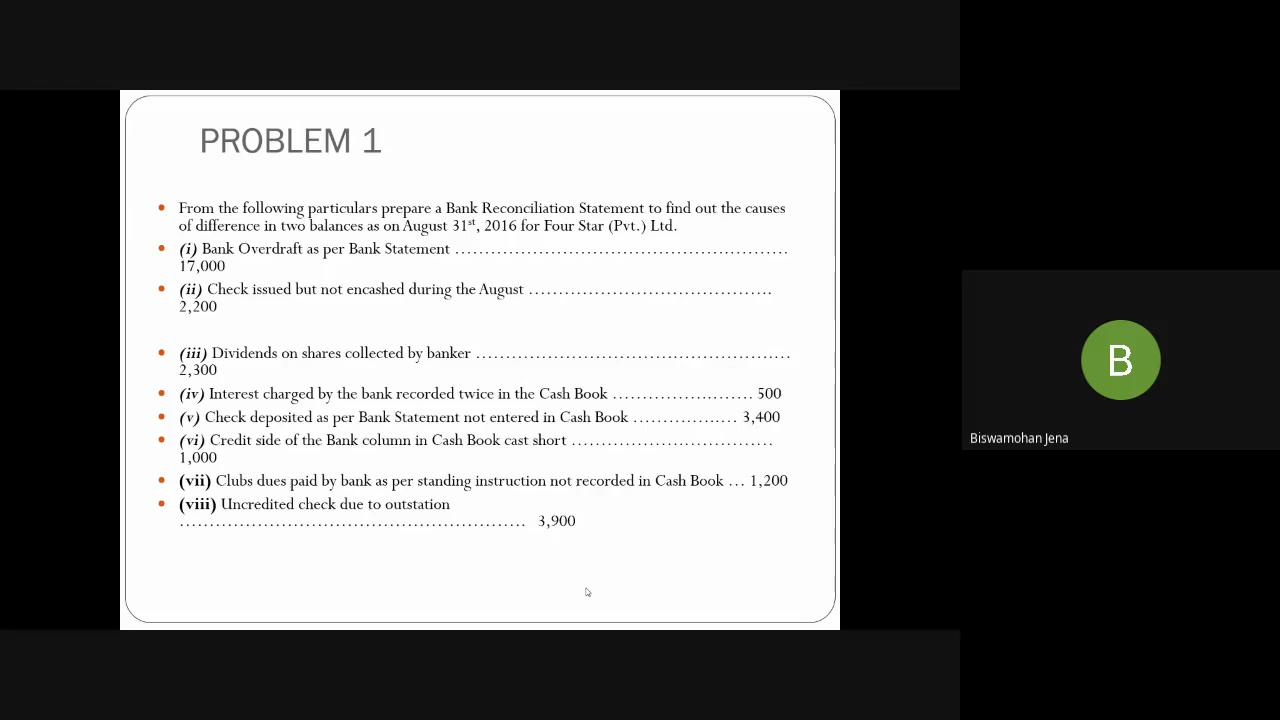 PROBLEM 1
• From the following particulars prepare a Bank Reconciliation Statement to find out the causes
of difference in two balances as on August 31st, 2016 for Four Star (Pvt.) Ltd.
• (i) Bank Overdraft as per Bank Statement ……………………………………………….
17,000
• (ii) Check issued but not encashed during the August ………………………………….
2,200
• (iii) Dividends on shares collected by banker …………………………………………….
2,300
• (iv) Interest charged by the bank recorded twice in the Cash Book …………………… 500
• (v) Check deposited as per Bank Statement not entered in Cash Book ……………… 3,400
• (vi) Credit side of the Bank column in Cash Book cast short ……………………………
1,000
• (vii) Clubs dues paid by bank as per standing instruction not recorded in Cash Book … 1,200
• (viii) Uncredited check due to outstation
…………………………………………………. 3,900
B
Biswamohan Jena